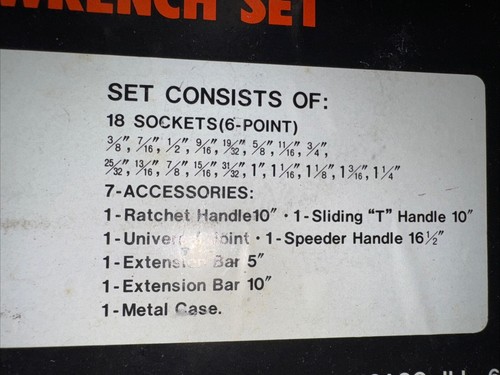 WRENCH SET
SET CONSISTS OF:
18 SOCKETS(6-POINT)
3/8", 7/16", 1/2", 9/16", 19/32", 5/8", 11/16", 3/4",
25/32", 13/16", 7/8", 15/16", 31/32", 1", 1 1/16", 1 1/8", 1 3/16", 1 1/4"
7-ACCESSORIES:
1-Ratchet Handle10" · 1-Sliding "T" Handle 10"
1-Universal Joint · 1-Speeder Handle 16 1/2"
1-Extension Bar 5"
1-Extension Bar 10"
1-Metal Case.